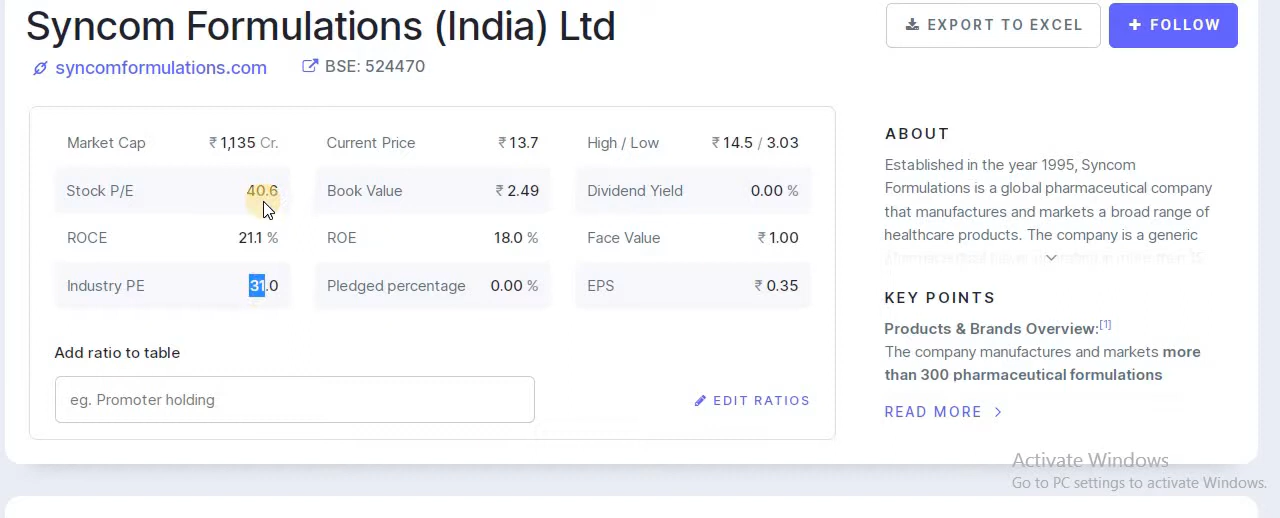 Syncom Formulations (India) Ltd
EXPORT TO EXCEL
+ FOLLOW
syncomformulations.com
BSE: 524470
Market Cap ₹ 1,135 Cr.
Current Price ₹ 13.7
High / Low ₹ 14.5 / 3.03
Stock P/E 40.6
Book Value ₹ 2.49
Dividend Yield 0.00 %
ROCE 21.1 %
ROE 18.0 %
Face Value ₹ 1.00
Industry PE 31.0
Pledged percentage 0.00 %
EPS ₹ 0.35
Add ratio to table
eg. Promoter holding
EDIT RATIOS
ABOUT
Established in the year 1995, Syncom
Formulations is a global pharmaceutical company
that manufactures and markets a broad range of
healthcare products. The company is a generic
KEY POINTS
Products & Brands Overview:[1]
The company manufactures and markets more
than 300 pharmaceutical formulations
READ MORE
Activate Windows
Go to PC settings to activate Windows.